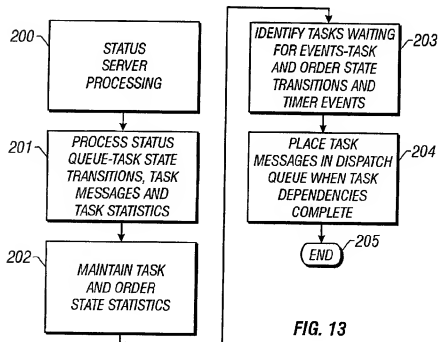 200
STATUS
SERVER
PROCESSING
201
PROCESS STATUS
QUEUE-TASK STATE
TRANSITIONS, TASK
MESSAGES AND
TASK STATISTICS
202
MAINTAIN TASK
AND ORDER
STATE STATISTICS
IDENTIFY TASKS WAITING
FOR EVENTS-TASK
AND ORDER STATE
TRANSITIONS AND
TIMER EVENTS
203
PLACE TASK
MESSAGES IN DISPATCH
QUEUE WHEN TASK
DEPENDENCIES
COMPLETE
204
END
205
FIG. 13